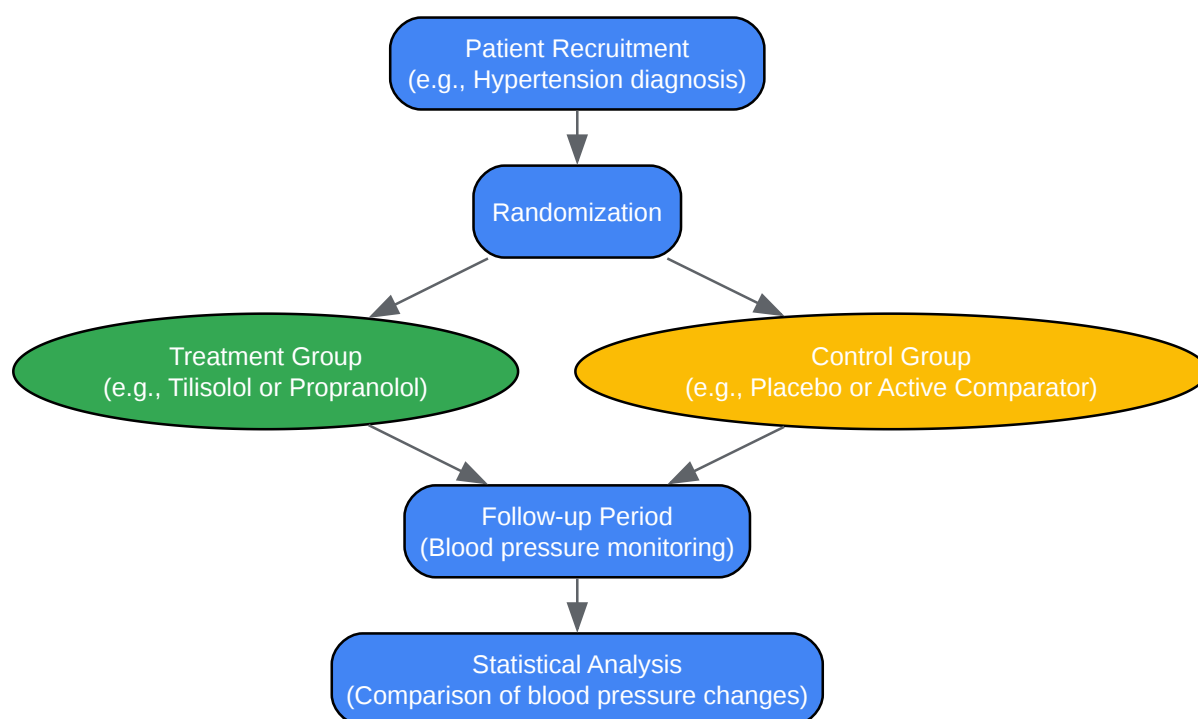 Patient Recruitment
(e.g., Hypertension diagnosis)
Randomization
Treatment Group
(e.g., Tilisolol or Propranolol)
Control Group
(e.g., Placebo or Active Comparator)
Follow-up Period
(Blood pressure monitoring)
Statistical Analysis
(Comparison of blood pressure changes)